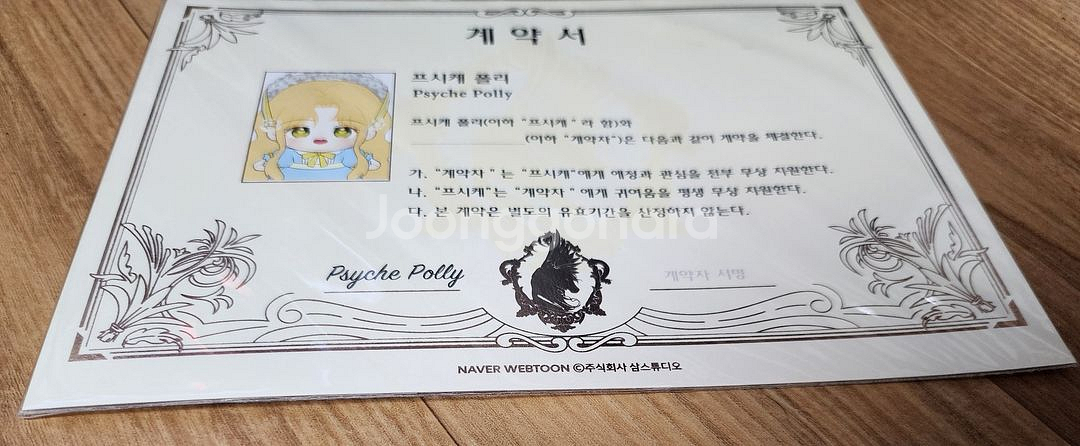 계 약 서
프시케 폴리
Psyche Polly
프시케 폴리(이하 "프시케"라 함)와
(이하 "계약자")은 다음과 같이 계약을 체결한다.
가. "계약자"는 "프시케"에게 애정과 관심을 전부 무상 지원한다.
나. "프시케"는 "계약자"에게 귀여움을 평생 무상 지원한다.
다. 본 계약은 별도의 유효기간을 산정하지 않는다.
Joonggonara
Psyche Polly
계약자 서명
NAVER WEBTOON ©주식회사 삼스튜디오